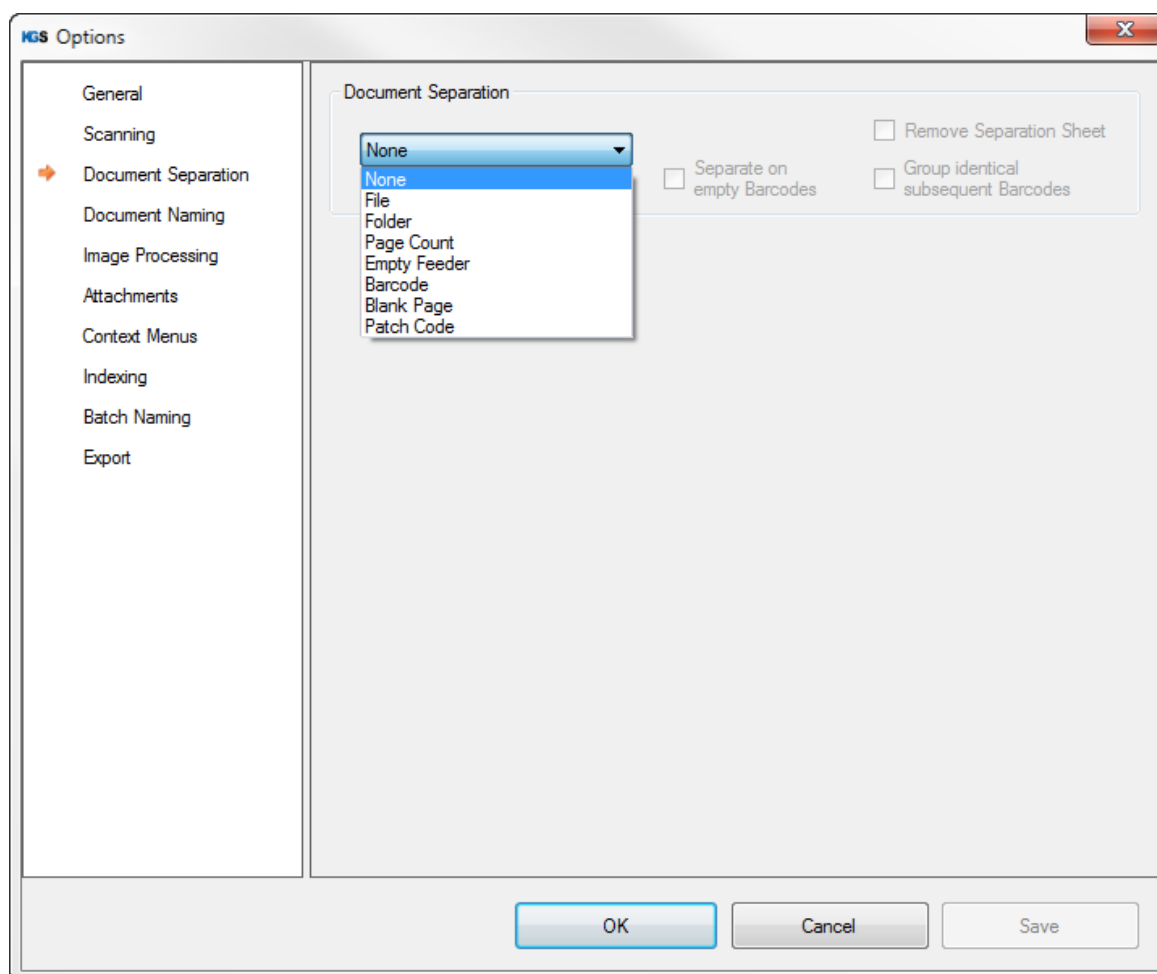 KGS Options
X
General
Scanning
Document Separation
Document Naming
Image Processing
Attachments
Context Menus
Indexing
Batch Naming
Export
Document Separation
None
None
File
Folder
Page Count
Empty Feeder
Barcode
Blank Page
Patch Code
Separate on
empty Barcodes
Remove Separation Sheet
Group identical
subsequent Barcodes
OK
Cancel
Save